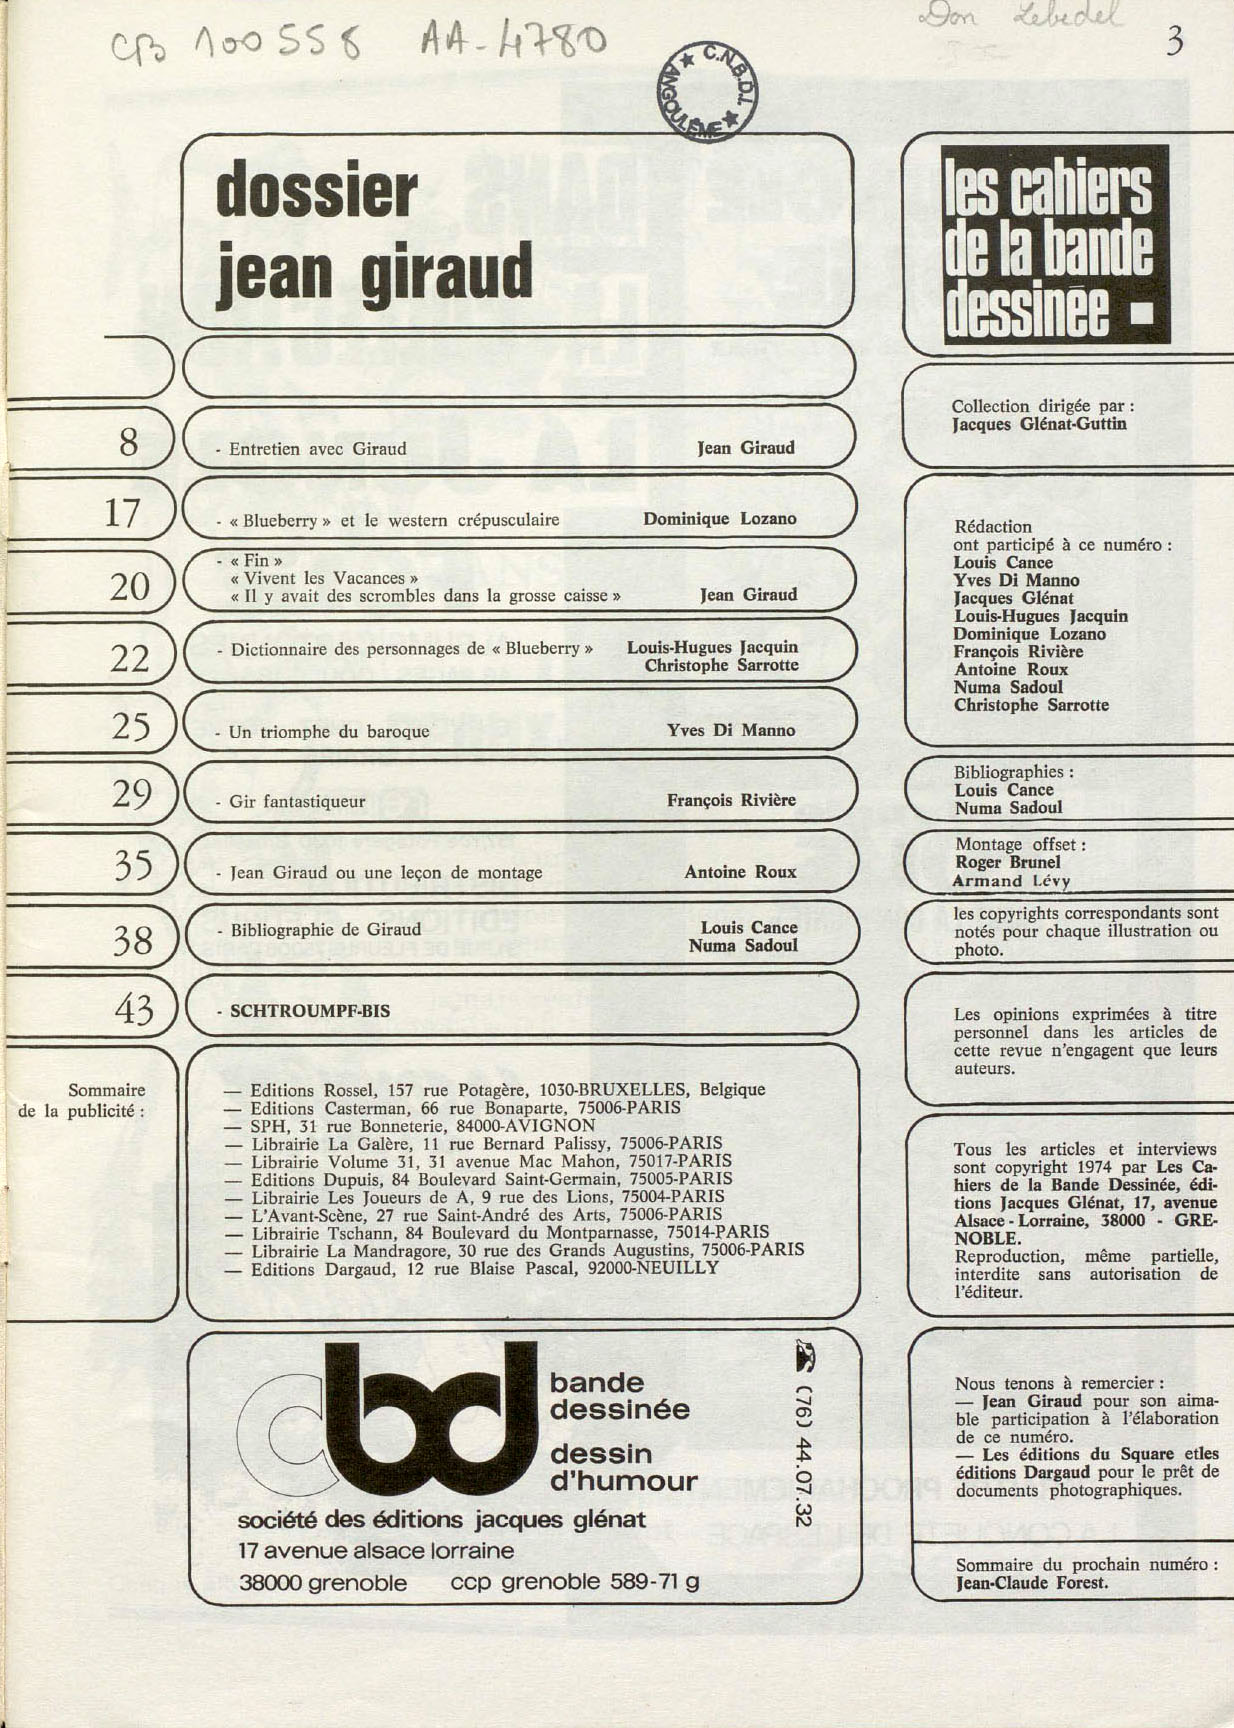 CB 100558 AA-4780
Don Lebedel
3
★ C.N.B.D.I. ★ ANGOULÊME
dossier
jean giraud
8
- Entretien avec Giraud Jean Giraud
17
- « Blueberry » et le western crépusculaire Dominique Lozano
20
- « Fin »
« Vivent les Vacances »
« Il y avait des scrombles dans la grosse caisse » Jean Giraud
22
- Dictionnaire des personnages de « Blueberry » Louis-Hugues Jacquin
Christophe Sarrotte
25
- Un triomphe du baroque Yves Di Manno
29
- Gir fantastiqueur François Rivière
35
- Jean Giraud ou une leçon de montage Antoine Roux
38
- Bibliographie de Giraud Louis Cance
Numa Sadoul
43
- SCHTROUMPF-BIS
Sommaire
de la publicité :
— Editions Rossel, 157 rue Potagère, 1030-BRUXELLES, Belgique
— Editions Casterman, 66 rue Bonaparte, 75006-PARIS
— SPH, 31 rue Bonneterie, 84000-AVIGNON
— Librairie La Galère, 11 rue Bernard Palissy, 75006-PARIS
— Librairie Volume 31, 31 avenue Mac Mahon, 75017-PARIS
— Editions Dupuis, 84 Boulevard Saint-Germain, 75005-PARIS
— Librairie Les Joueurs de A, 9 rue des Lions, 75004-PARIS
— L'Avant-Scène, 27 rue Saint-André des Arts, 75006-PARIS
— Librairie Tschann, 84 Boulevard du Montparnasse, 75014-PARIS
— Librairie La Mandragore, 30 rue des Grands Augustins, 75006-PARIS
— Editions Dargaud, 12 rue Blaise Pascal, 92000-NEUILLY
cbd
bande
dessinée
dessin
d'humour
(76) 44.07.32
société des éditions jacques glénat
17 avenue alsace lorraine
38000 grenoble ccp grenoble 589-71 g
les cahiers
de la bande
dessinée
Collection dirigée par :
Jacques Glénat-Guttin
Rédaction
ont participé à ce numéro :
Louis Cance
Yves Di Manno
Jacques Glénat
Louis-Hugues Jacquin
Dominique Lozano
François Rivière
Antoine Roux
Numa Sadoul
Christophe Sarrotte
Bibliographies :
Louis Cance
Numa Sadoul
Montage offset :
Roger Brunel
Armand Lévy
les copyrights correspondants sont
notés pour chaque illustration ou
photo.
Les opinions exprimées à titre
personnel dans les articles de
cette revue n'engagent que leurs
auteurs.
Tous les articles et interviews
sont copyright 1974 par Les Ca-
hiers de la Bande Dessinée, édi-
tions Jacques Glénat, 17, avenue
Alsace - Lorraine, 38000 - GRE-
NOBLE.
Reproduction, même partielle,
interdite sans autorisation de
l'éditeur.
Nous tenons à remercier :
— Jean Giraud pour son aima-
ble participation à l'élaboration
de ce numéro.
— Les éditions du Square etles
éditions Dargaud pour le prêt de
documents photographiques.
Sommaire du prochain numéro :
Jean-Claude Forest.